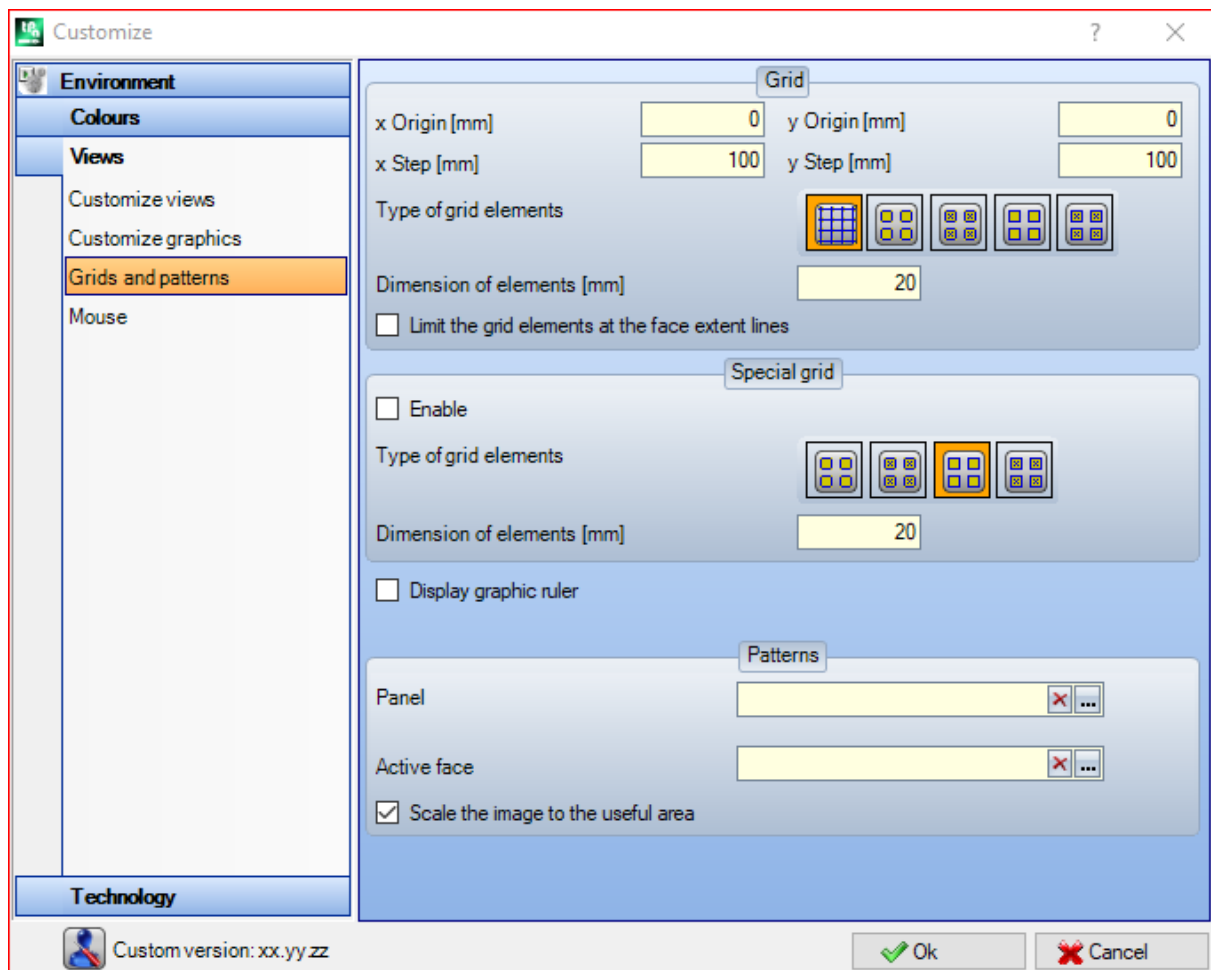 Customize
?
Environment
Colours
Views
Customize views
Customize graphics
Grids and patterns
Mouse
Technology
Grid
x Origin [mm] 0 y Origin [mm] 0
x Step [mm] 100 y Step [mm] 100
Type of grid elements
Dimension of elements [mm] 20
Limit the grid elements at the face extent lines
Special grid
Enable
Type of grid elements
Dimension of elements [mm] 20
Display graphic ruler
Patterns
Panel ...
Active face ...
Scale the image to the useful area
Custom version: xx.yy.zz
Ok Cancel